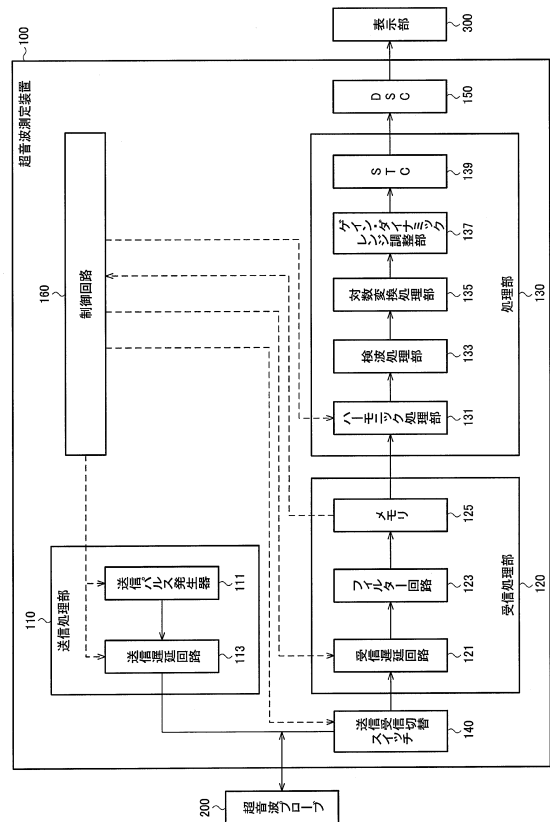 超音波測定装置
100
制御回路
160
送信処理部
110
送信パルス発生器
111
送信遅延回路
113
超音波プローブ
200
送信受信切替
スイッチ
140
受信処理部
120
受信遅延回路
121
フィルター回路
123
メモリ
125
処理部
130
ハーモニック処理部
131
検波処理部
133
対数変換処理部
135
ゲイン・ダイナミック
レンジ調整部
137
STC
139
DSC
150
表示部
300